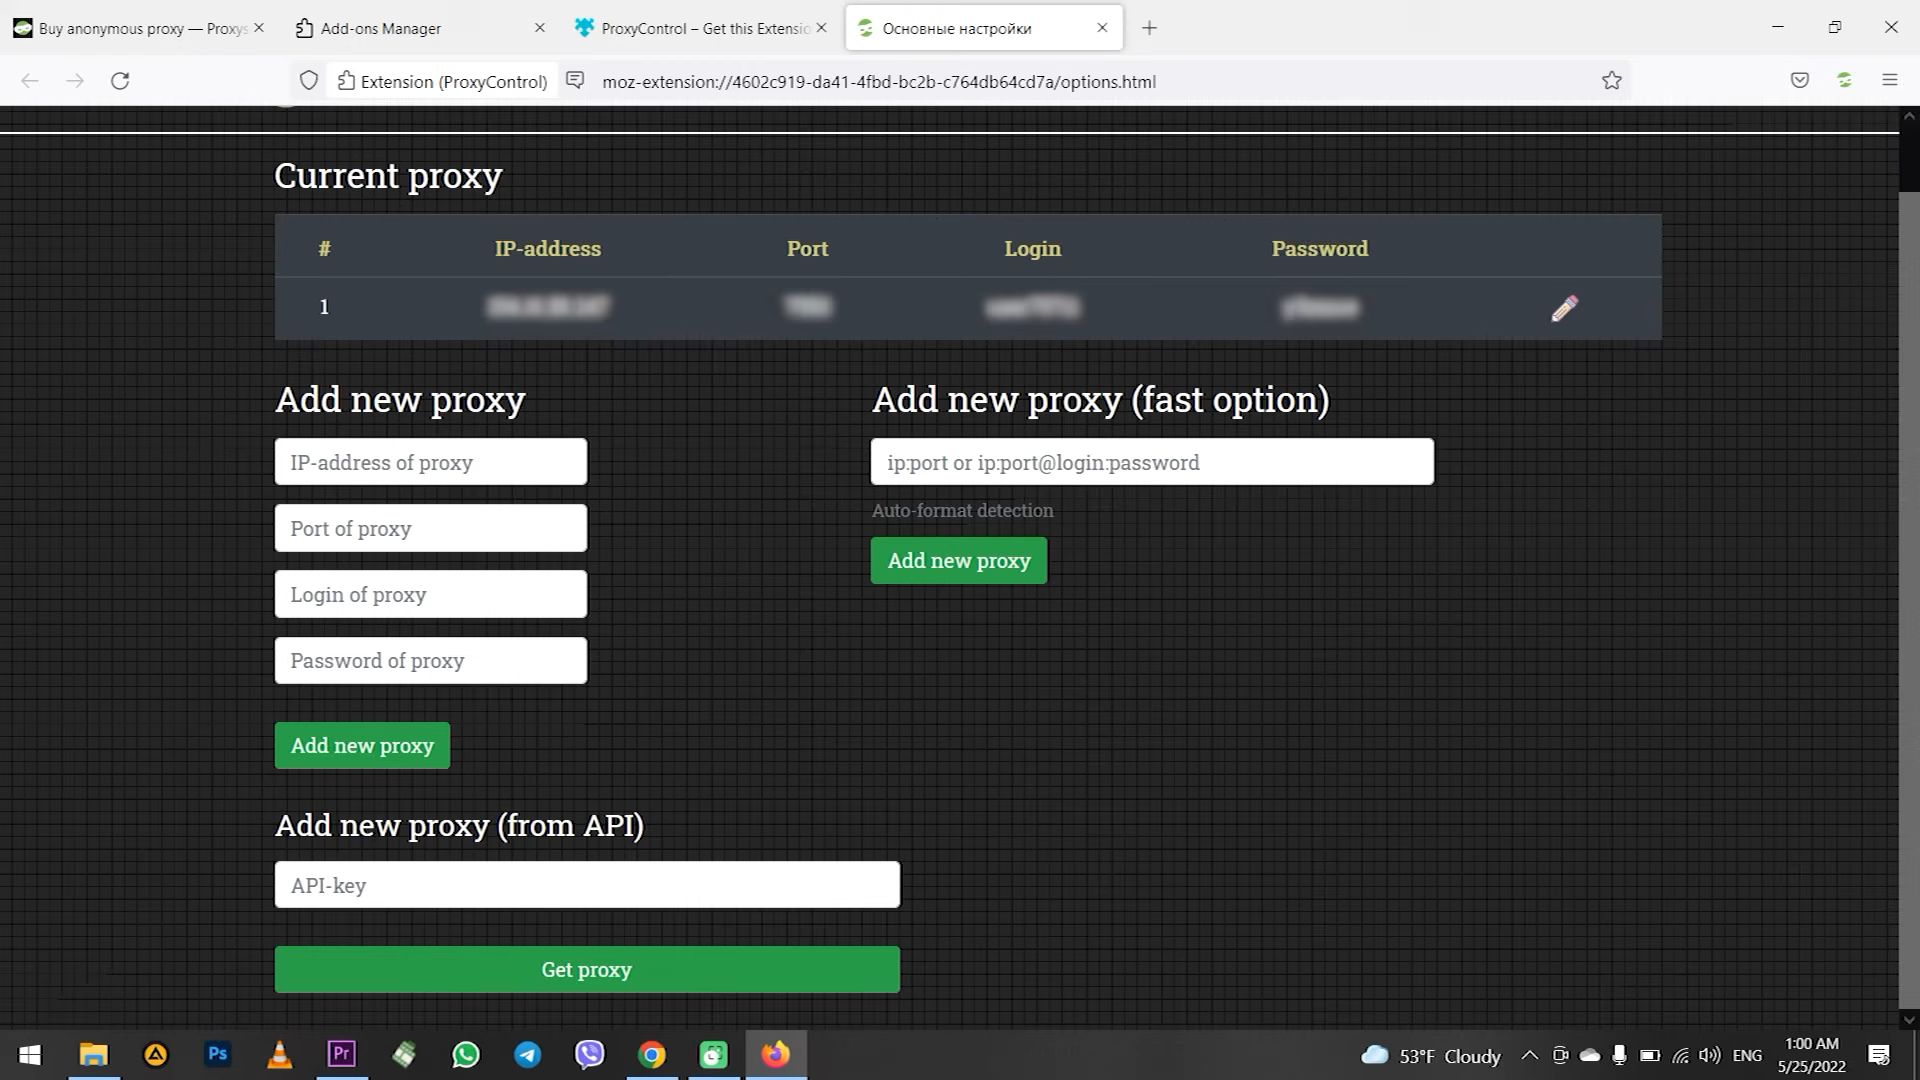 Buy anonymous proxy — Proxys
Add-ons Manager
ProxyControl – Get this Extensio
Основные настройки
Extension (ProxyControl)
moz-extension://4602c919-da41-4fbd-bc2b-c764db64cd7a/options.html
Current proxy
# IP-address Port Login Password
1
Add new proxy
IP-address of proxy
Port of proxy
Login of proxy
Password of proxy
Add new proxy
Add new proxy (fast option)
ip:port or ip:port@login:password
Auto-format detection
Add new proxy
Add new proxy (from API)
API-key
Get proxy
Ps
Pr
53°F Cloudy
ENG
1:00 AM
5/25/2022